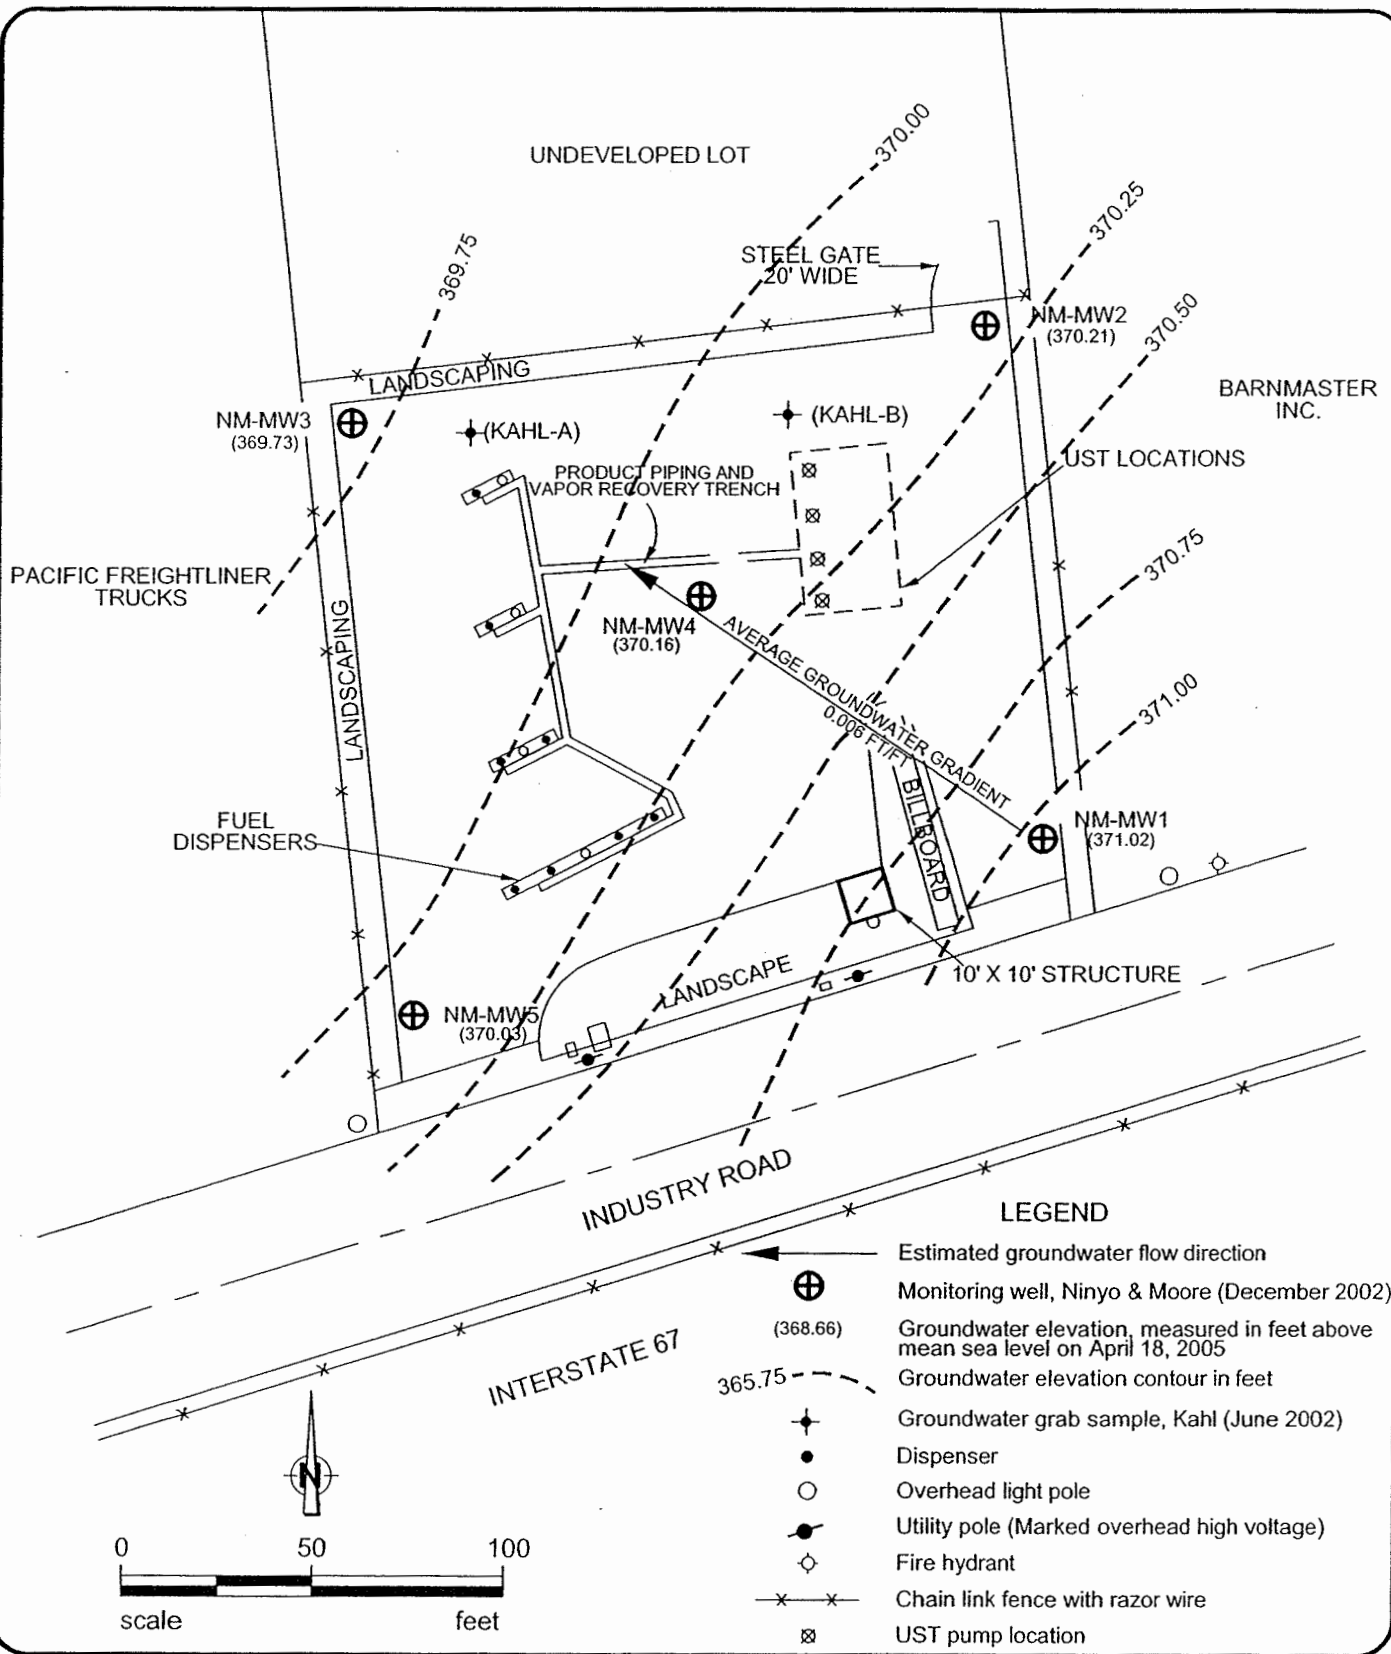 370.00
UNDEVELOPED LOT
370.25
369.75
STEEL GATE
20' WIDE
NM-MW2
(370.21)
370.50
LANDSCAPING
BARNMASTER
INC.
NM-MW3
(369.73)
(KAHL-A)
(KAHL-B)
UST LOCATIONS
PRODUCT PIPING AND
VAPOR RECOVERY TRENCH
370.75
PACIFIC FREIGHTLINER
TRUCKS
LANDSCAPING
NM-MW4
(370.16)
AVERAGE GROUNDWATER GRADIENT
0.006 FT/FT
371.00
BILLBOARD
NM-MW1
(371.02)
FUEL
DISPENSERS
LANDSCAPE
10' X 10' STRUCTURE
NM-MW5
(370.03)
INDUSTRY ROAD
INTERSTATE 67
LEGEND
Estimated groundwater flow direction
Monitoring well, Ninyo & Moore (December 2002)
(368.66) Groundwater elevation, measured in feet above
mean sea level on April 18, 2005
365.75 Groundwater elevation contour in feet
Groundwater grab sample, Kahl (June 2002)
Dispenser
Overhead light pole
Utility pole (Marked overhead high voltage)
Fire hydrant
Chain link fence with razor wire
UST pump location
N
0 50 100
scale feet